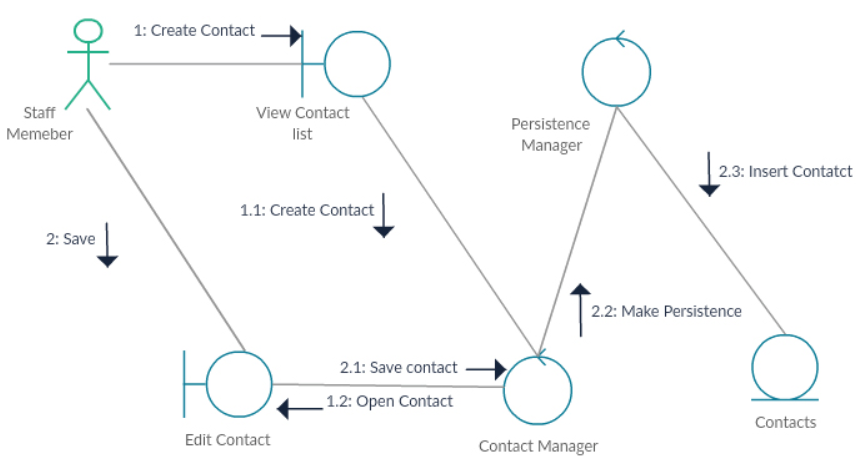 1: Create Contact
Staff
Memeber
View Contact
list
Persistence
Manager
2.3: Insert Contatct
1.1: Create Contact
2: Save
2.2: Make Persistence
2.1: Save contact
1.2: Open Contact
Edit Contact
Contact Manager
Contacts